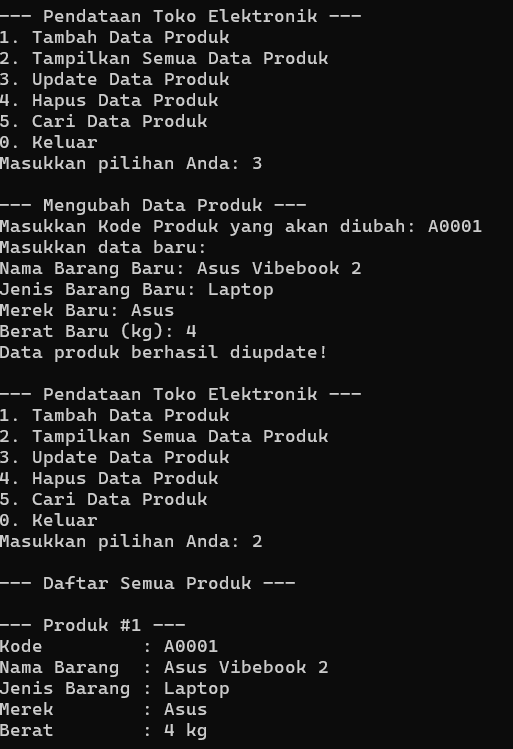 --- Pendataan Toko Elektronik ---
1. Tambah Data Produk
2. Tampilkan Semua Data Produk
3. Update Data Produk
4. Hapus Data Produk
5. Cari Data Produk
0. Keluar
Masukkan pilihan Anda: 3

--- Mengubah Data Produk ---
Masukkan Kode Produk yang akan diubah: A0001
Masukkan data baru:
Nama Barang Baru: Asus Vibebook 2
Jenis Barang Baru: Laptop
Merek Baru: Asus
Berat Baru (kg): 4
Data produk berhasil diupdate!

--- Pendataan Toko Elektronik ---
1. Tambah Data Produk
2. Tampilkan Semua Data Produk
3. Update Data Produk
4. Hapus Data Produk
5. Cari Data Produk
0. Keluar
Masukkan pilihan Anda: 2

--- Daftar Semua Produk ---

--- Produk #1 ---
Kode         : A0001
Nama Barang  : Asus Vibebook 2
Jenis Barang : Laptop
Merek        : Asus
Berat        : 4 kg